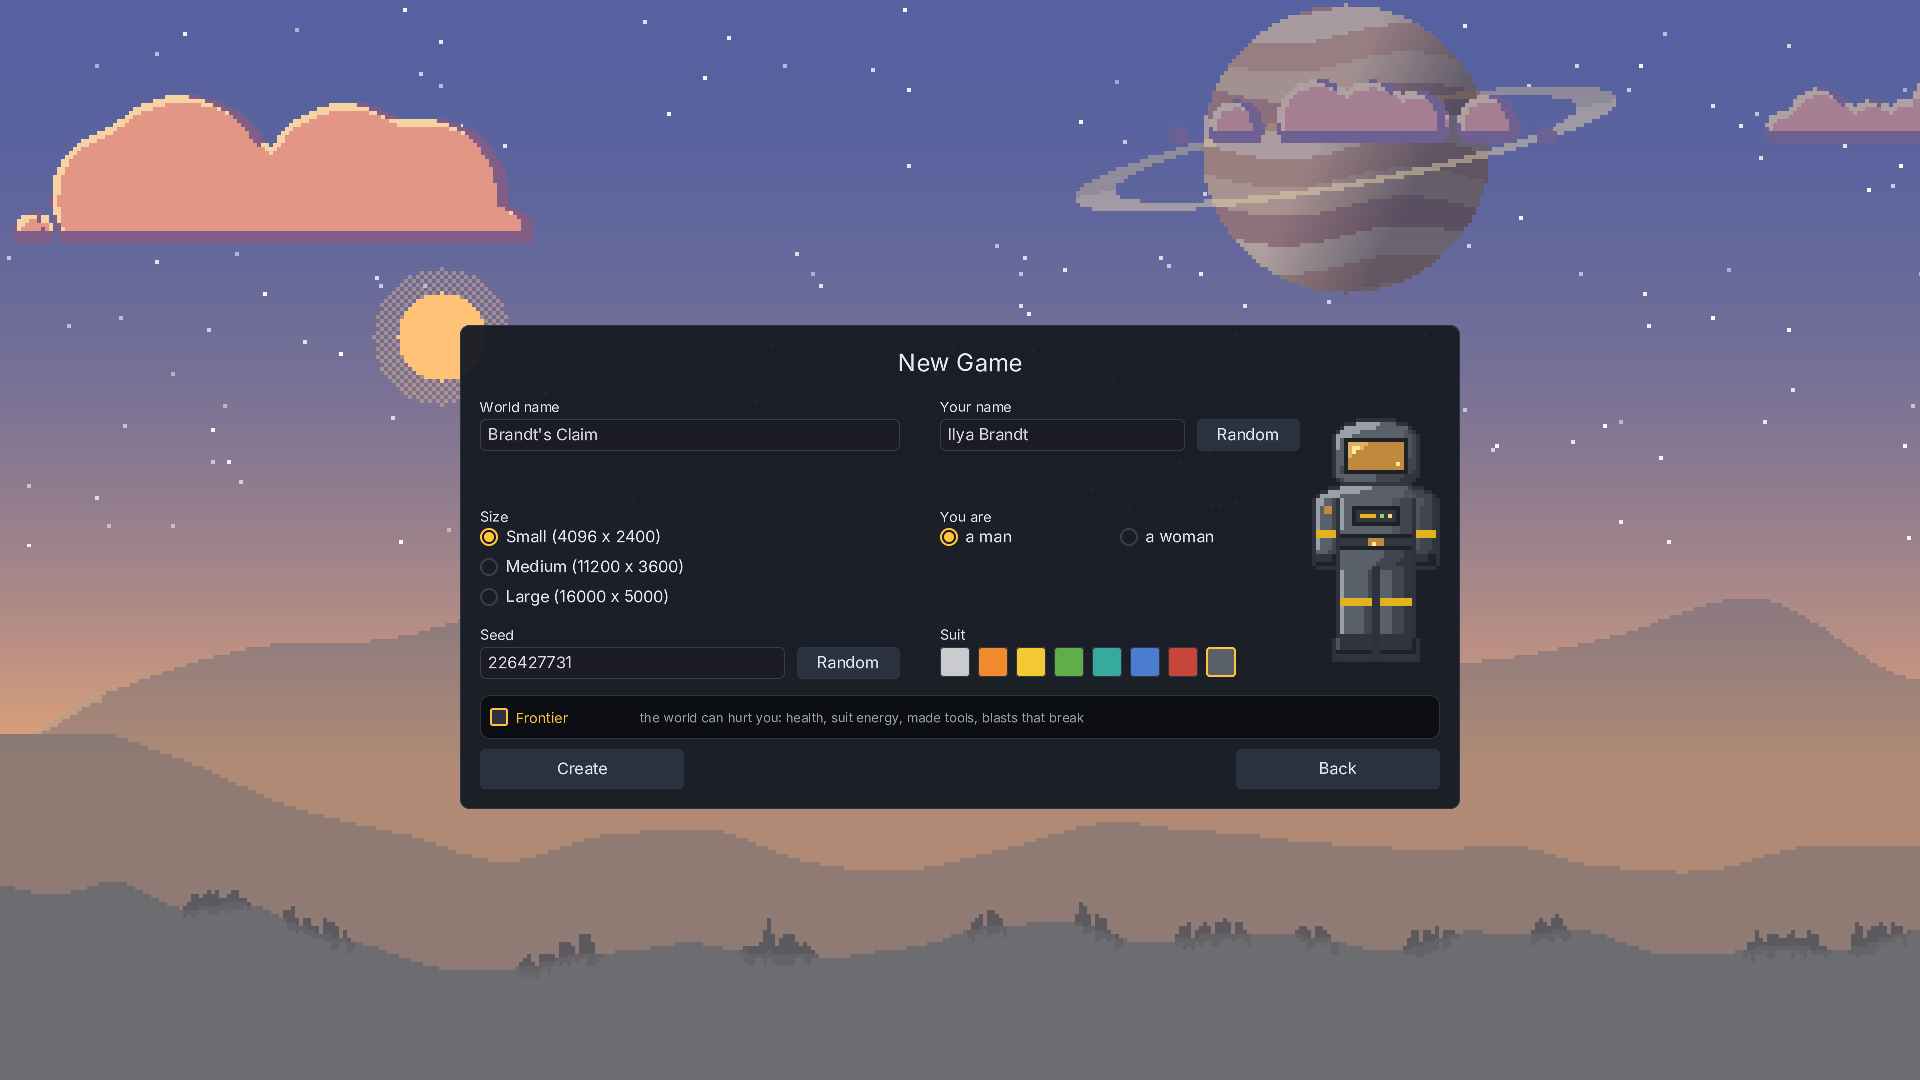 New Game
World name
Brandt's Claim
Your name
Ilya Brandt
Random
Size
Small (4096 x 2400)
Medium (11200 x 3600)
Large (16000 x 5000)
You are
a man
a woman
Seed
226427731
Random
Suit
Frontier
the world can hurt you: health, suit energy, made tools, blasts that break
Create
Back